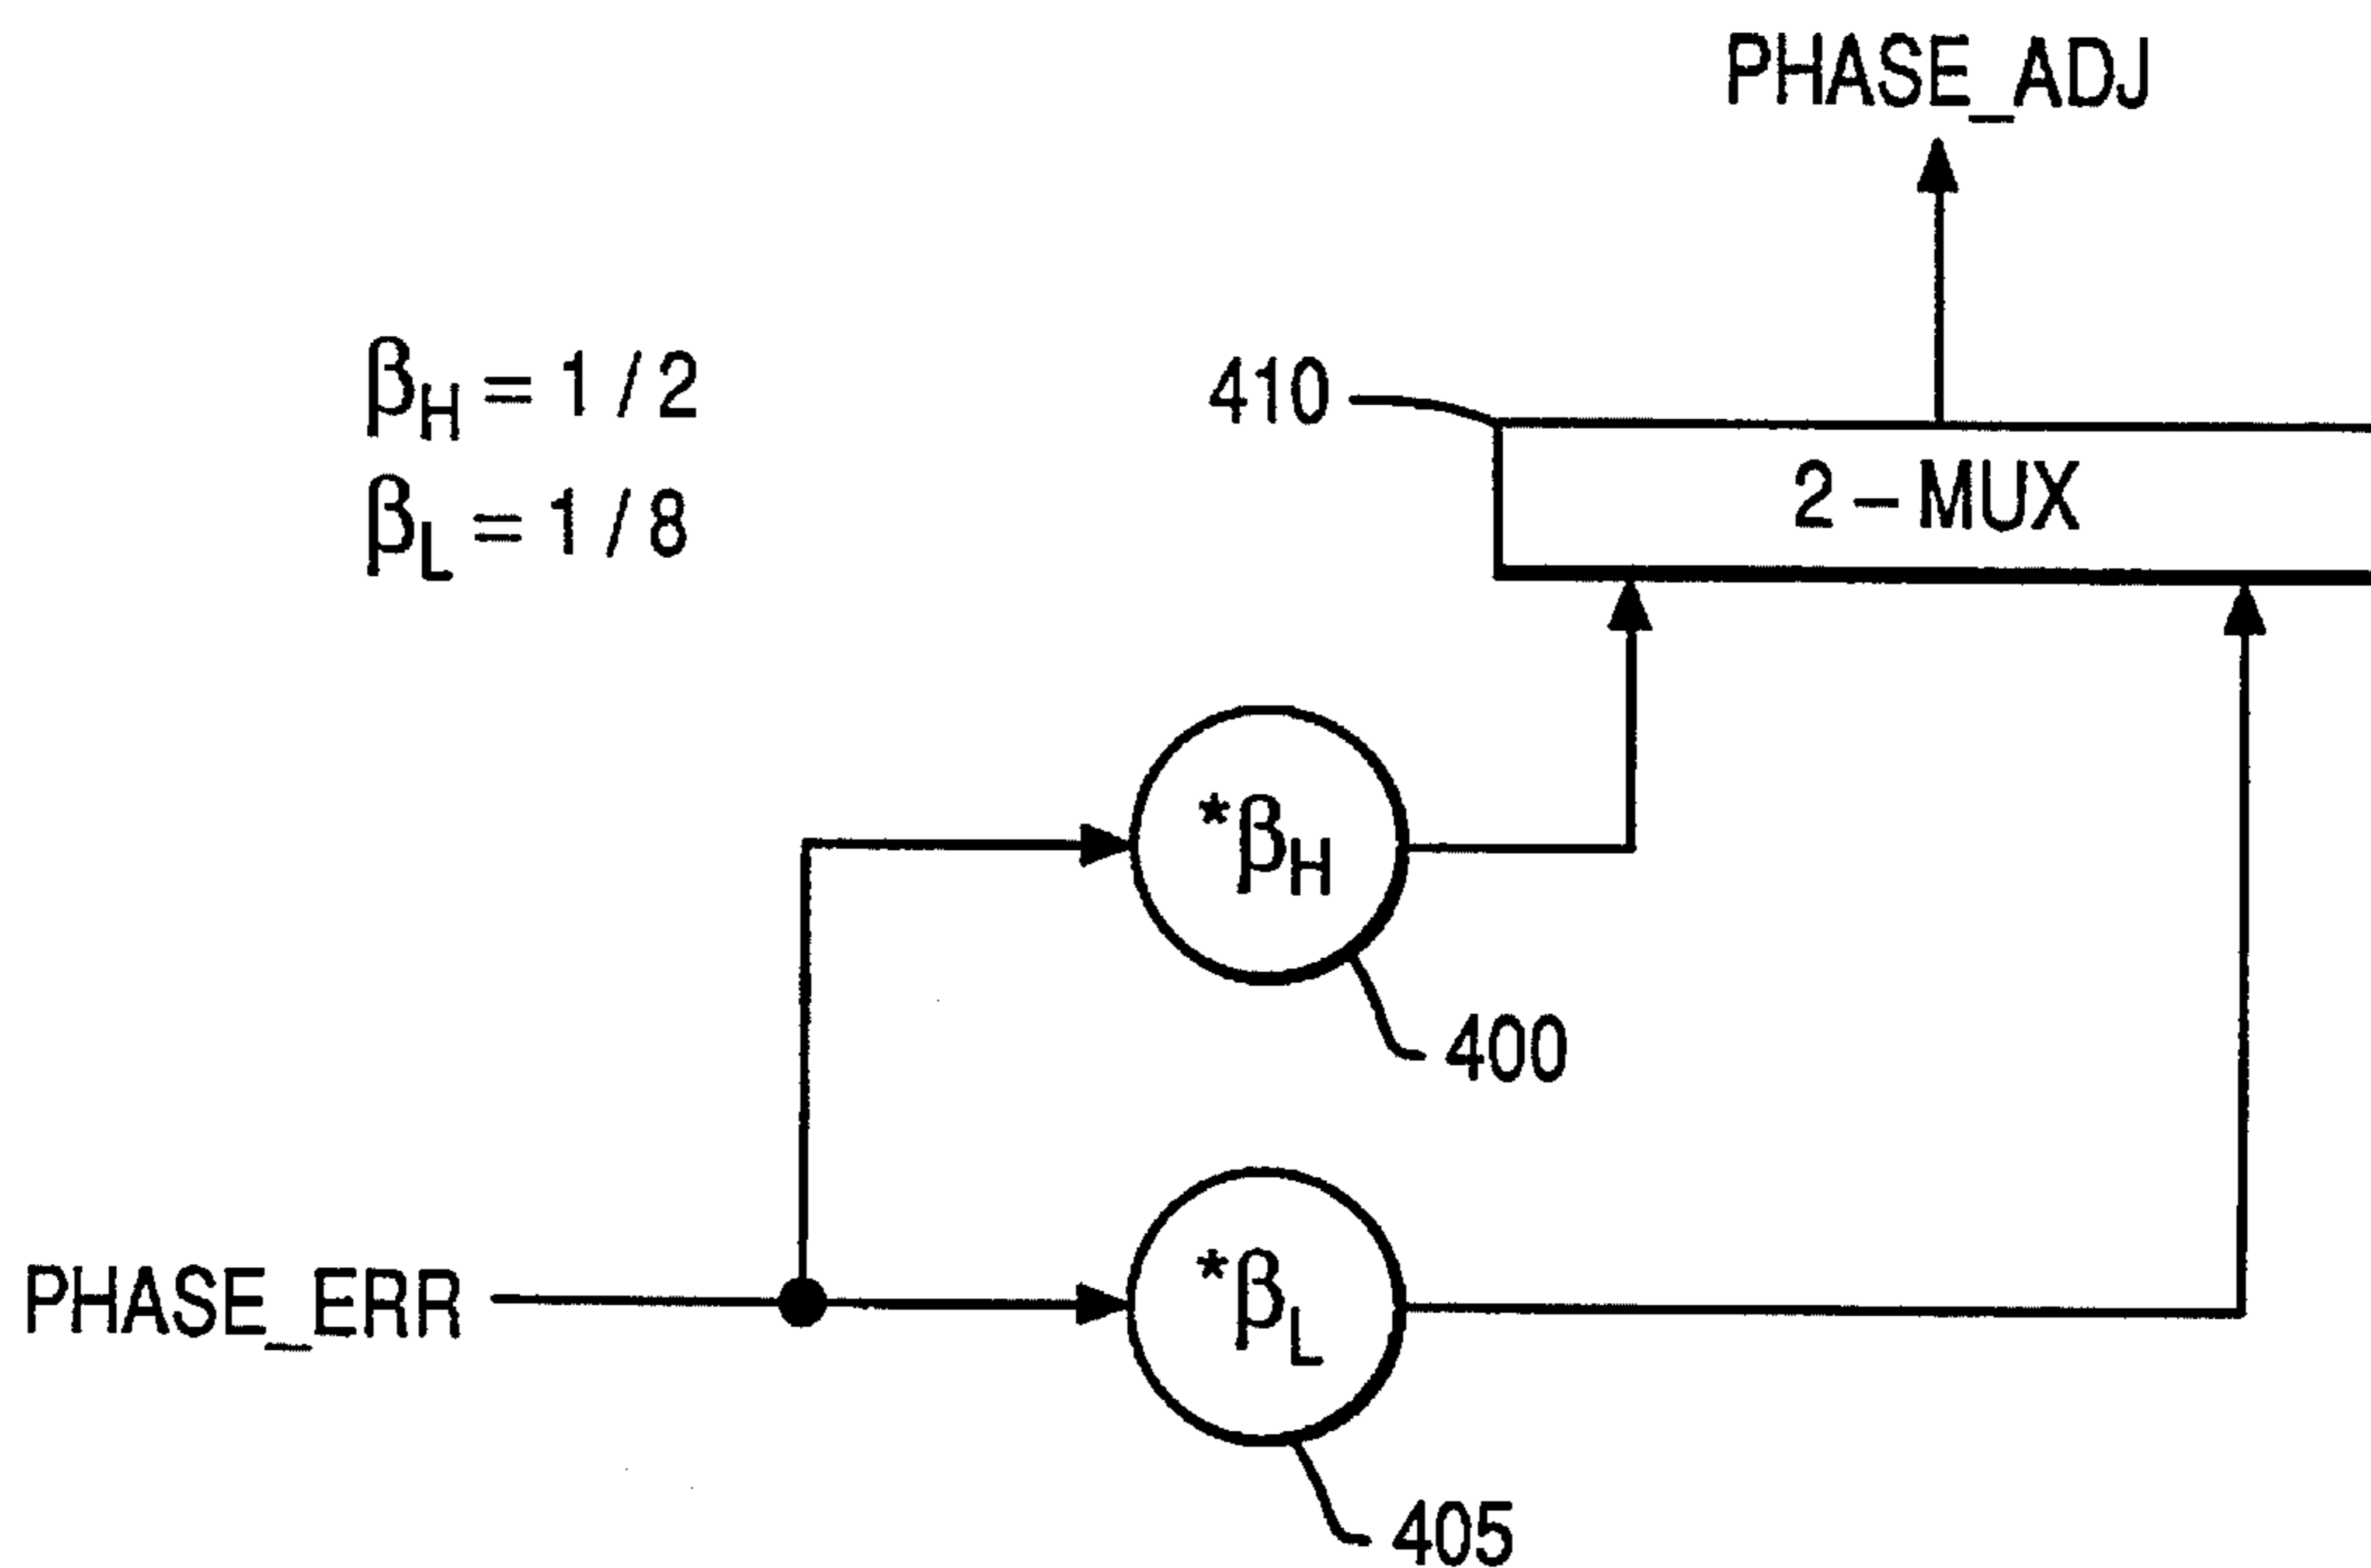 PHASE_ADJ
β_H = 1/2
410
2-MUX
β_L = 1/8
*β_H
400
PHASE_ERR
*β_L
405